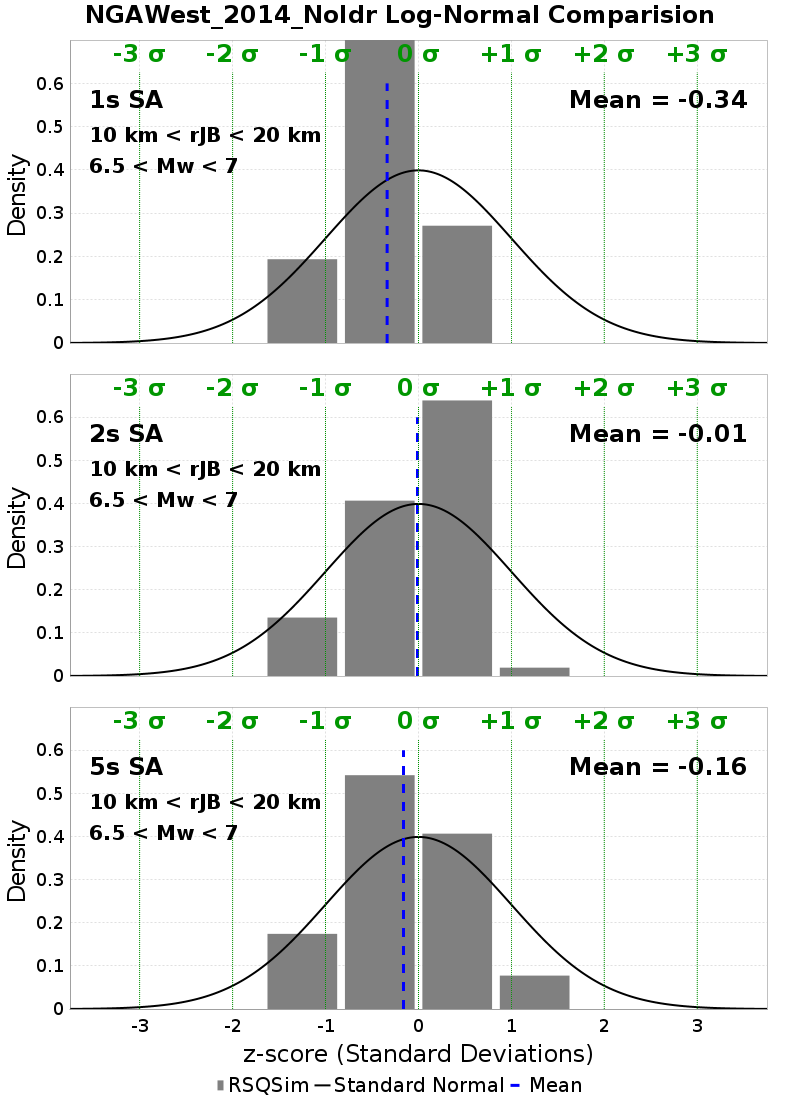 NGAWest_2014_NoIdr Log-Normal Comparision
-3 σ -2 σ -1 σ 0 σ +1 σ +2 σ +3 σ
1s SA
Mean = -0.34
10 km < rJB < 20 km
6.5 < Mw < 7
Density
0.6
0.5
0.4
0.3
0.2
0.1
0
-3 σ -2 σ -1 σ 0 σ +1 σ +2 σ +3 σ
2s SA
Mean = -0.01
10 km < rJB < 20 km
6.5 < Mw < 7
Density
0.6
0.5
0.4
0.3
0.2
0.1
0
-3 σ -2 σ -1 σ 0 σ +1 σ +2 σ +3 σ
5s SA
Mean = -0.16
10 km < rJB < 20 km
6.5 < Mw < 7
Density
0.6
0.5
0.4
0.3
0.2
0.1
0
-3 -2 -1 0 1 2 3
z-score (Standard Deviations)
RSQSim Standard Normal Mean